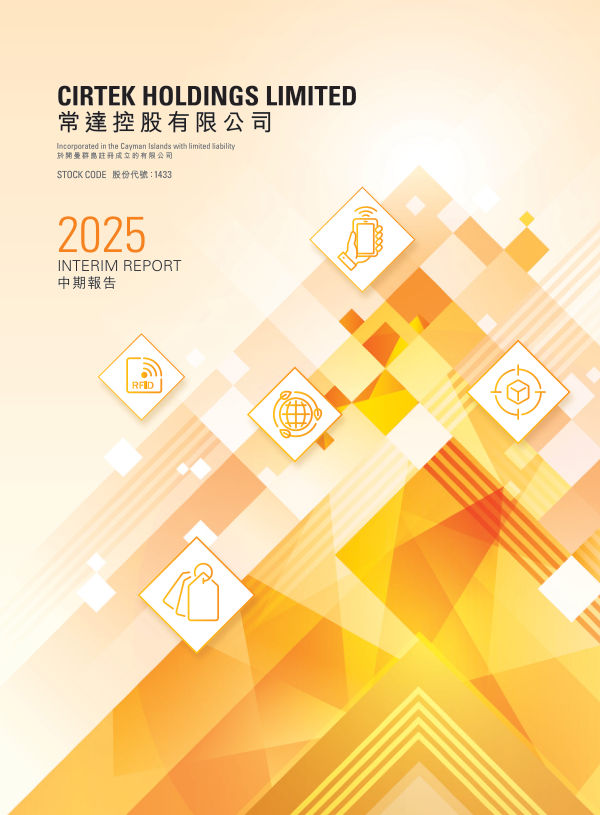 CIRTEK HOLDINGS LIMITED
常達控股有限公司
Incorporated in the Cayman Islands with limited liability
於開曼群島註冊成立的有限公司
STOCK CODE 股份代號 : 1433
2025
INTERIM REPORT
中期報告
RFID